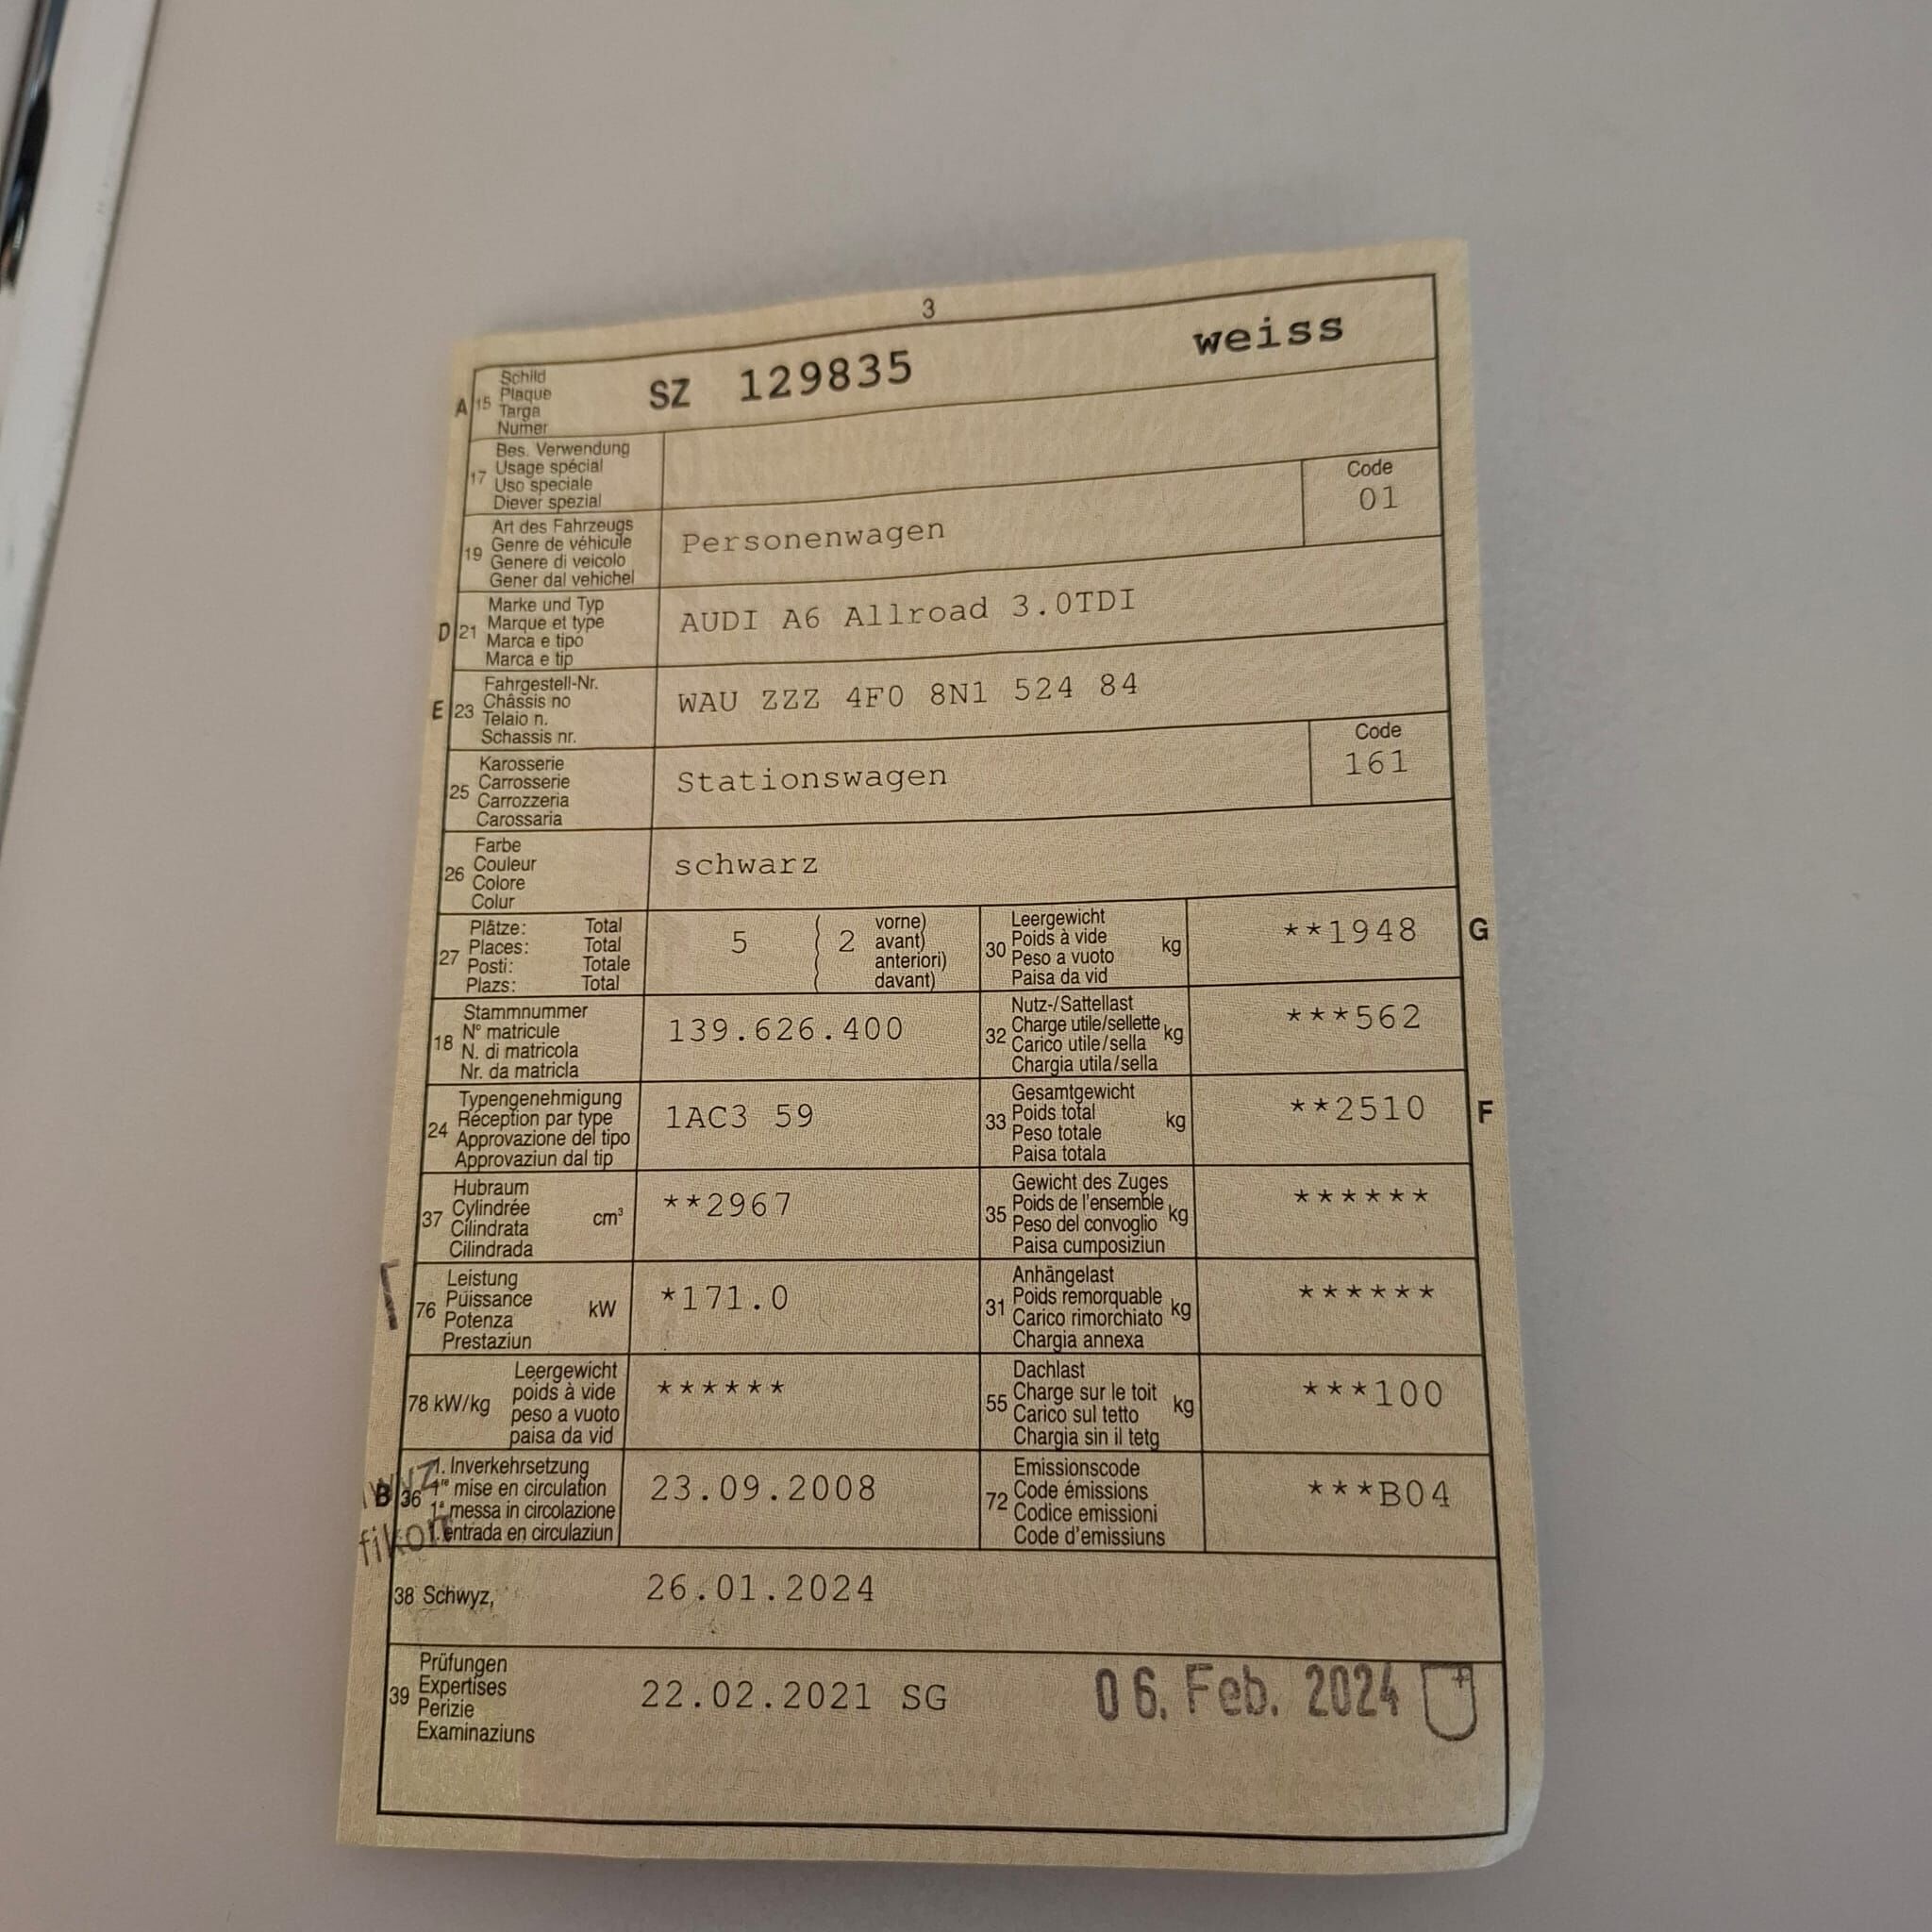 3
A 15 Schild Plaque Targa Numer SZ 129835 weiss
17 Bes. Verwendung
Usage spécial
Uso speciale
Diever spezial
19 Art des Fahrzeugs
Genre de véhicule
Genere di veicolo
Gener dal vehichel
Personenwagen
Code
01
D 21 Marke und Typ
Marque et type
Marca e tipo
Marca e tip
AUDI A6 Allroad 3.0TDI
E 23 Fahrgestell-Nr.
Châssis no
Telaio n.
Schassis nr.
WAU ZZZ 4F0 8N1 524 84
25 Karosserie
Carrosserie
Carrozzeria
Carossaria
Stationswagen
Code
161
26 Farbe
Couleur
Colore
Colur
schwarz
27 Plätze: Total
Places: Total
Posti: Totale
Plazs: Total
5 ( 2 vorne)
avant)
anteriori)
davant)
30 Leergewicht
Poids à vide kg
Peso a vuoto
Paisa da vid
**1948 G
18 Stammnummer
N° matricule
N. di matricola
Nr. da matricla
139.626.400
32 Nutz-/Sattellast
Charge utile/sellette kg
Carico utile/sella
Chargia utila/sella
***562
24 Typengenehmigung
Réception par type
Approvazione del tipo
Approvaziun dal tip
1AC3 59
33 Gesamtgewicht
Poids total kg
Peso totale
Paisa totala
**2510 F
37 Hubraum
Cylindrée cm³
Cilindrata
Cilindrada
**2967
35 Gewicht des Zuges
Poids de l'ensemble kg
Peso del convoglio
Paisa cumposiziun
******
76 Leistung
Puissance kW
Potenza
Prestaziun
*171.0
31 Anhängelast
Poids remorquable kg
Carico rimorchiato
Chargia annexa
******
78 kW/kg Leergewicht
poids à vide
peso a vuoto
paisa da vid
******
55 Dachlast
Charge sur le toit kg
Carico sul tetto
Chargia sin il tetg
***100
B 36 1. Inverkehrsetzung
1re mise en circulation
1a messa in circolazione
1. entrada en circulaziun
23.09.2008
72 Emissionscode
Code émissions
Codice emissioni
Code d'emissiuns
***B04
38 Schwyz, 26.01.2024
39 Prüfungen
Expertises
Perizie
Examinaziuns
22.02.2021 SG 06. Feb. 2024